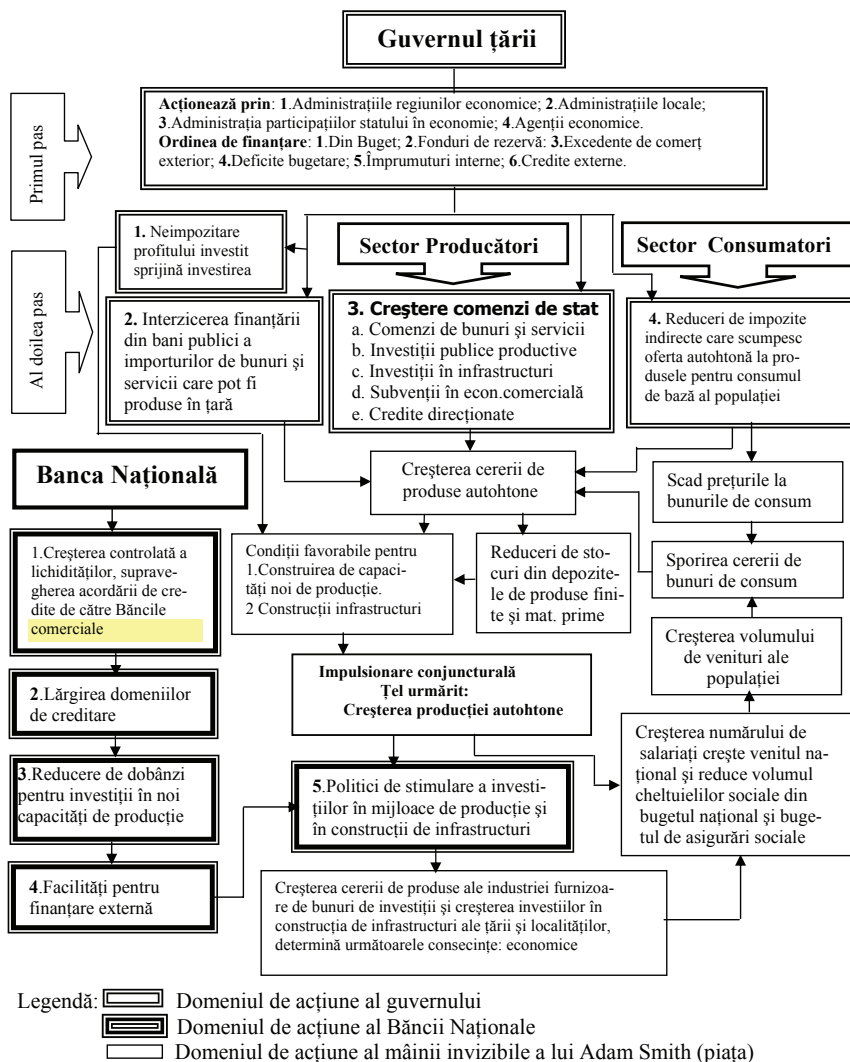 Guvernul țării
Primul pas
Acționează prin: 1.Administrațiile regiunilor economice; 2.Administrațiile locale;
3.Administrația participațiilor statului în economie; 4.Agenții economice.
Ordinea de finanțare: 1.Din Buget; 2.Fonduri de rezervă: 3.Excedente de comerț
exterior; 4.Deficite bugetare; 5.Împrumuturi interne; 6.Credite externe.
Al doilea pas
1. Neimpozitare
profitului investit
sprijină investirea
Sector Producători
Sector Consumatori
2. Interzicerea finanțării
din bani publici a
importurilor de bunuri și
servicii care pot fi
produse în țară
3. Creștere comenzi de stat
a. Comenzi de bunuri și servicii
b. Investiții publice productive
c. Investiții în infrastructuri
d. Subvenții în econ.comercială
e. Credite direcționate
4. Reduceri de impozite
indirecte care scumpesc
oferta autohtonă la pro-
dusele pentru consumul
de bază al populației
Banca Națională
Creșterea cererii de
produse autohtone
Scad prețurile la
bunurile de consum
1.Creșterea controlată a
lichidităților, suprave-
gherea acordării de cre-
dite de către Băncile
comerciale
Condiții favorabile pentru
1.Construirea de capaci-
tăți noi de producție.
2 Construcții infrastructuri
Reduceri de sto-
curi din depozite-
le de produse fini-
te și mat. prime
Sporirea cererii de
bunuri de consum
Creșterea volumului
de venituri ale
populației
2.Lărgirea domeniilor
de creditare
Impulsionare conjuncturală
Țel urmărit:
Creșterea producției autohtone
Creșterea numărului de
salariați crește venitul na-
țional și reduce volumul
cheltuielilor sociale din
bugetul național și buge-
tul de asigurări sociale
3.Reducere de dobânzi
pentru investiții în noi
capacități de producție
5.Politici de stimulare a investi-
țiilor în mijloace de producție și
în construcții de infrastructuri
4.Facilități pentru
finanțare externă
Creșterea cererii de produse ale industriei furnizoa-
re de bunuri de investiții și creșterea investiilor în
construcția de infrastructuri ale țării și localităților,
determină următoarele consecințe: economice
Legendă:
Domeniul de acțiune al guvernului
Domeniul de acțiune al Băncii Naționale
Domeniul de acțiune al mâinii invizibile a lui Adam Smith (piața)